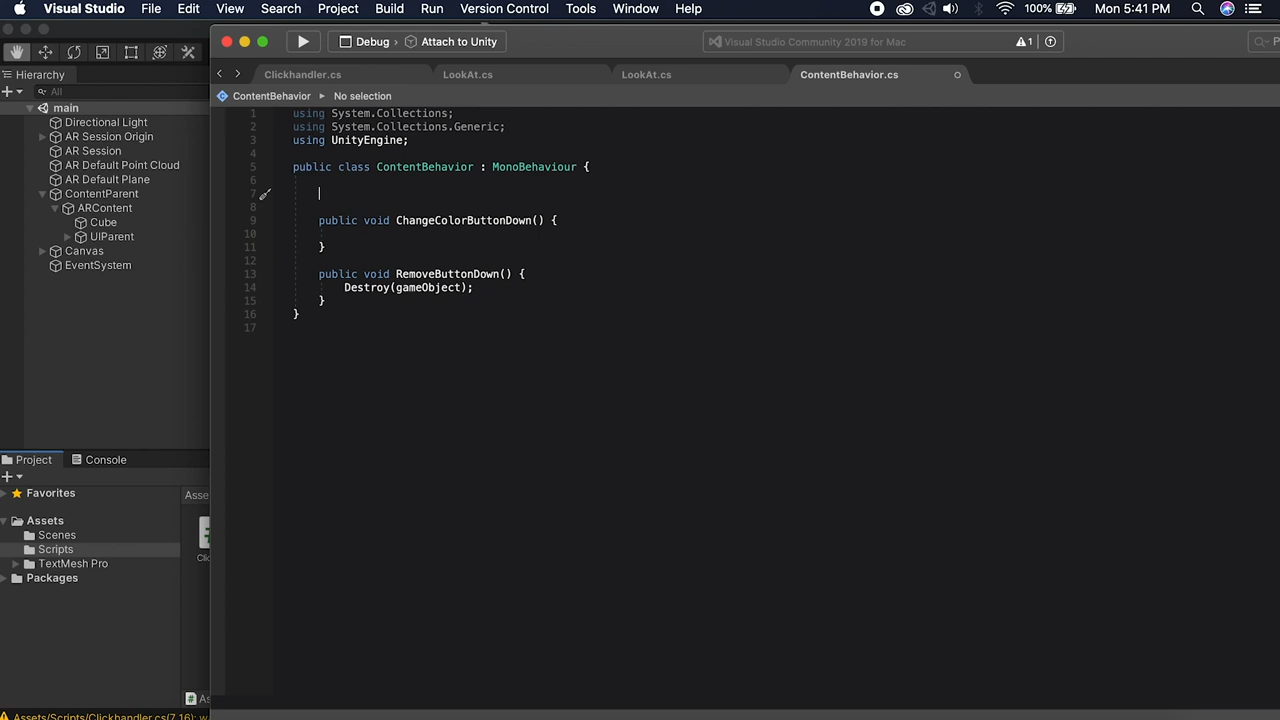 Visual Studio File Edit View Search Project Build Run Version Control Tools Window Help 100% Mon 5:41 PM
Debug › Attach to Unity Visual Studio Community 2019 for Mac 1
Hierarchy
Clickhandler.cs LookAt.cs LookAt.cs ContentBehavior.cs
All
ContentBehavior No selection
main
Directional Light
AR Session Origin
AR Session
AR Default Point Cloud
AR Default Plane
ContentParent
ARContent
Cube
UIParent
Canvas
EventSystem
1 using System.Collections;
2 using System.Collections.Generic;
3 using UnityEngine;
4
5 public class ContentBehavior : MonoBehaviour {
6
7
8
9 public void ChangeColorButtonDown() {
10
11 }
12
13 public void RemoveButtonDown() {
14 Destroy(gameObject);
15 }
16 }
17
Project Console
Favorites
Asse
Assets
Scenes
Scripts
Clic
TextMesh Pro
Packages
As
Assets/Scripts/Clickhandler.cs(7,16): w